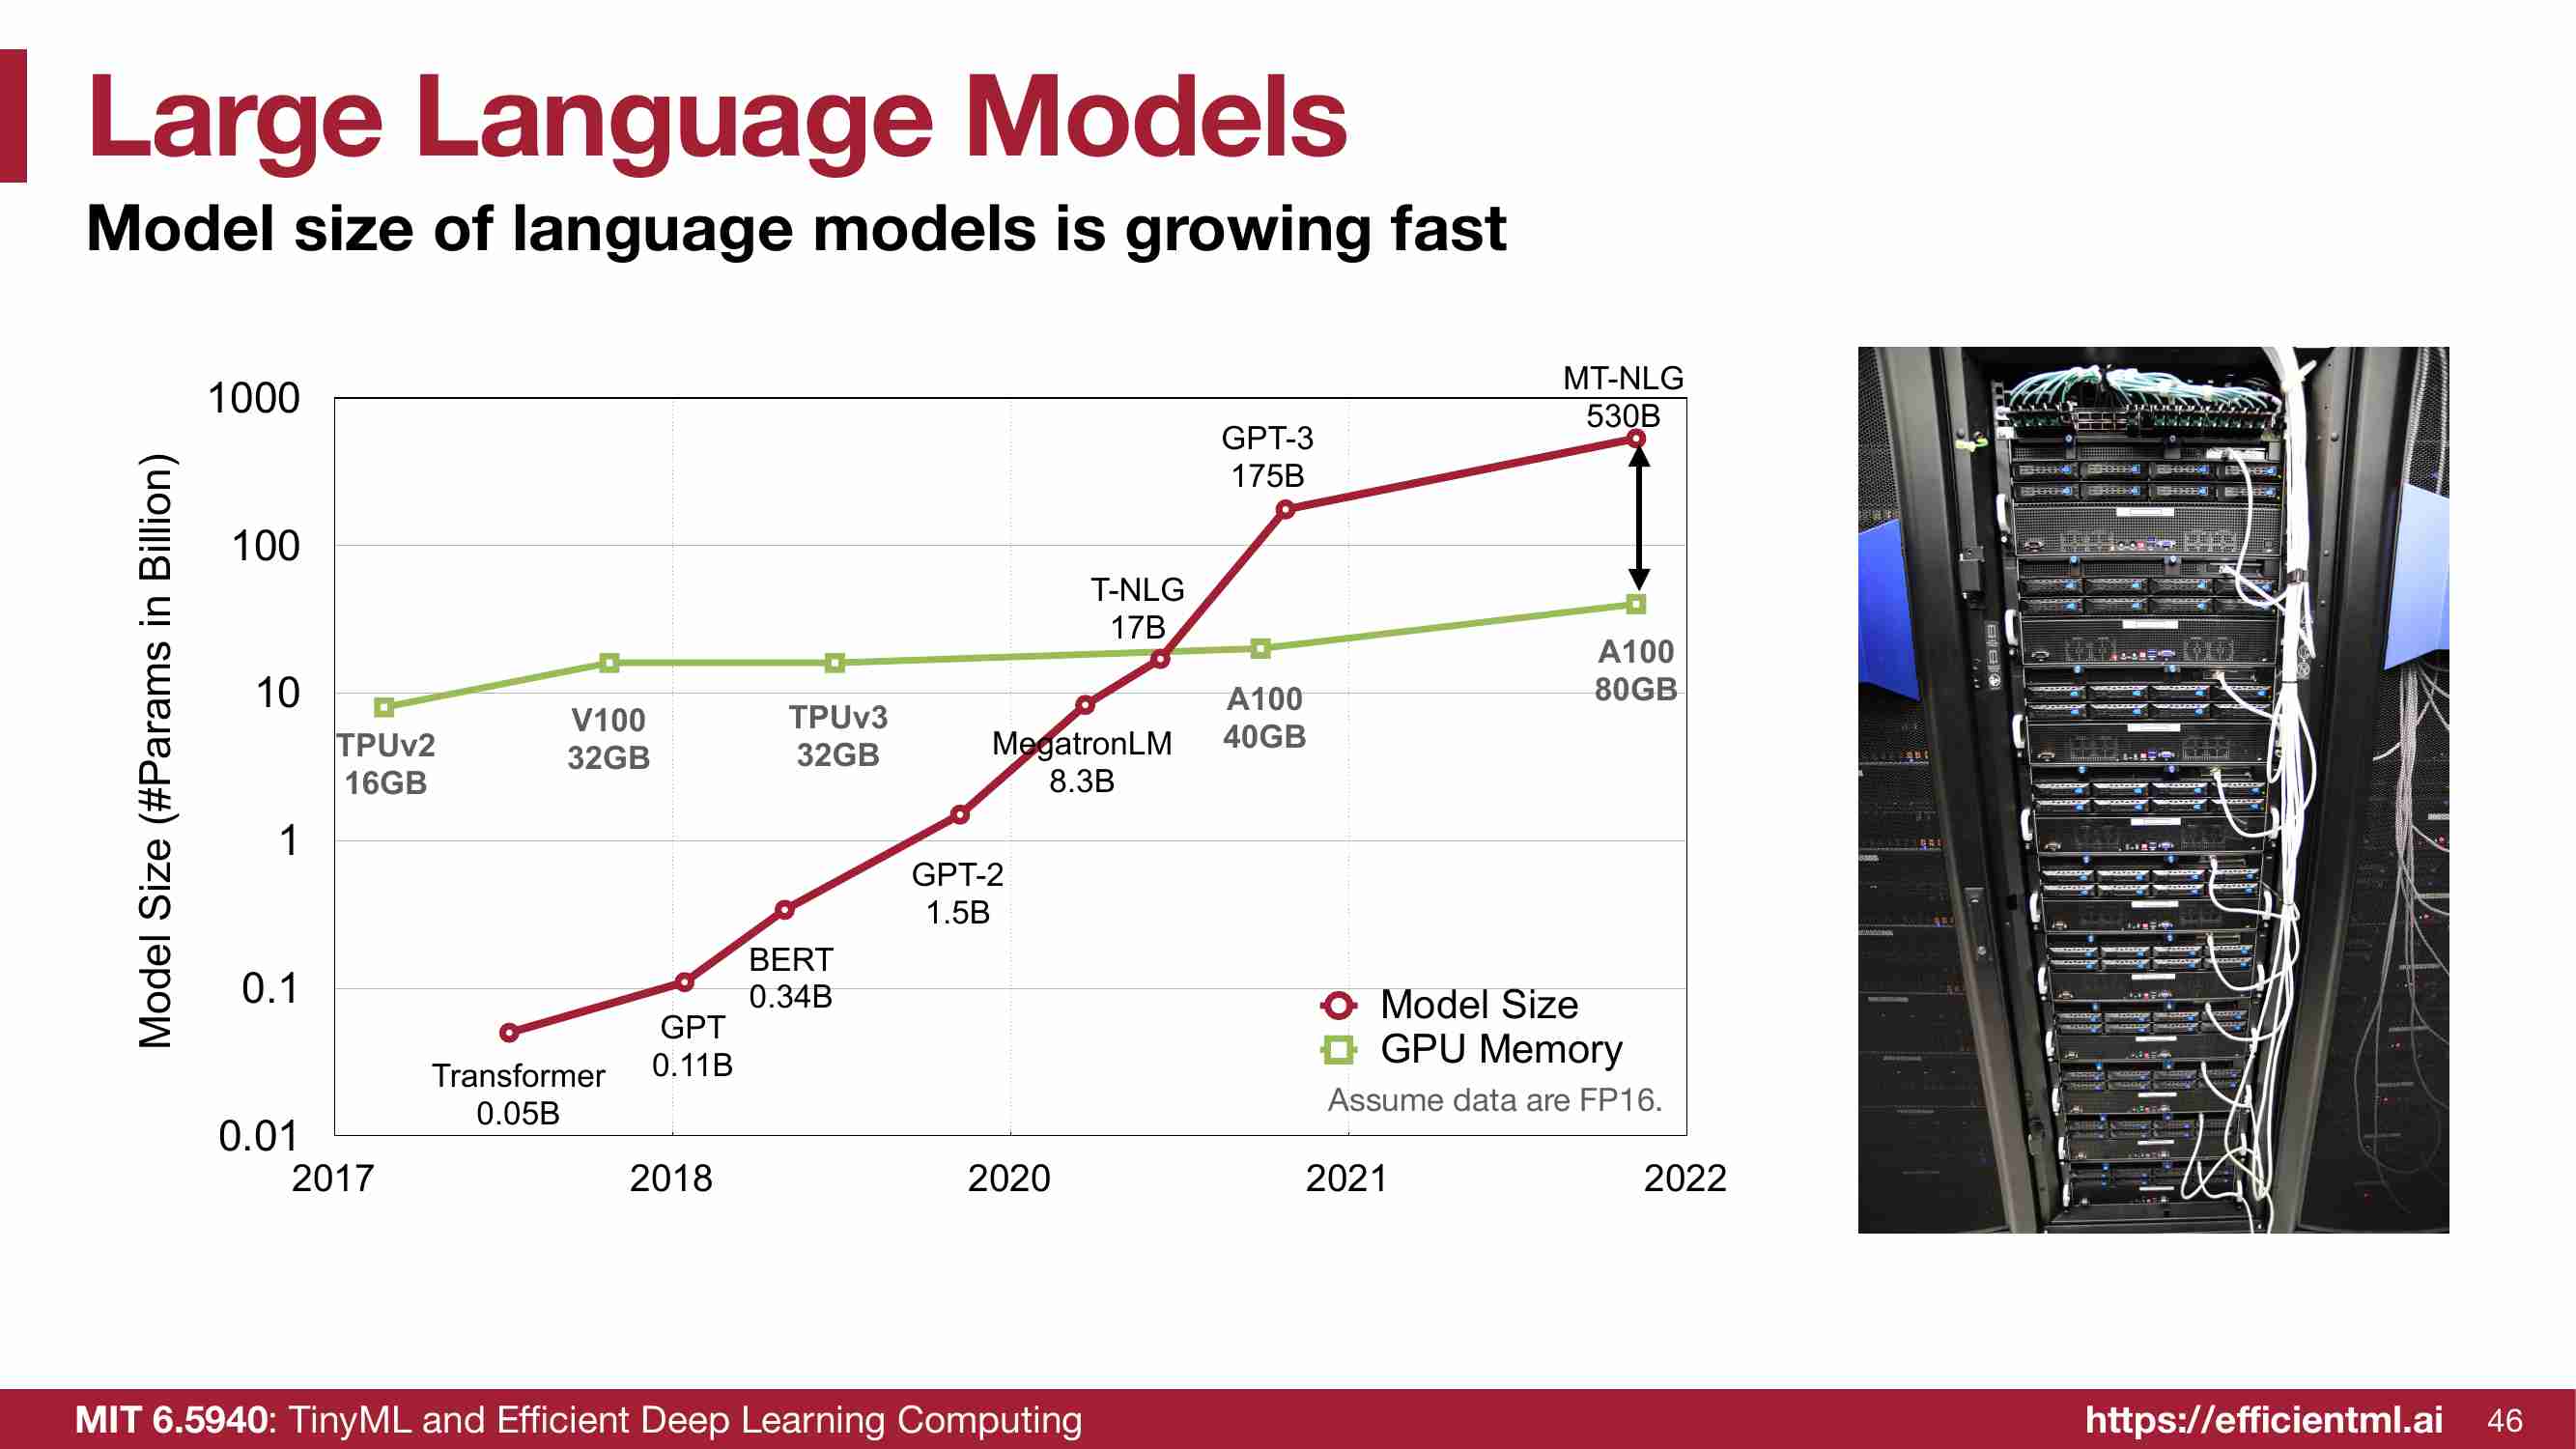 Large Language Models
Model size of language models is growing fast
Model Size (#Params in Billion)
1000
100
10
1
0.1
0.01
2017
2018
2020
2021
2022
MT-NLG
530B
GPT-3
175B
T-NLG
17B
MegatronLM
8.3B
GPT-2
1.5B
BERT
0.34B
GPT
0.11B
Transformer
0.05B
TPUv2
16GB
V100
32GB
TPUv3
32GB
A100
40GB
A100
80GB
Model Size
GPU Memory
Assume data are FP16.
MIT 6.5940: TinyML and Efficient Deep Learning Computing
https://efficientml.ai
46